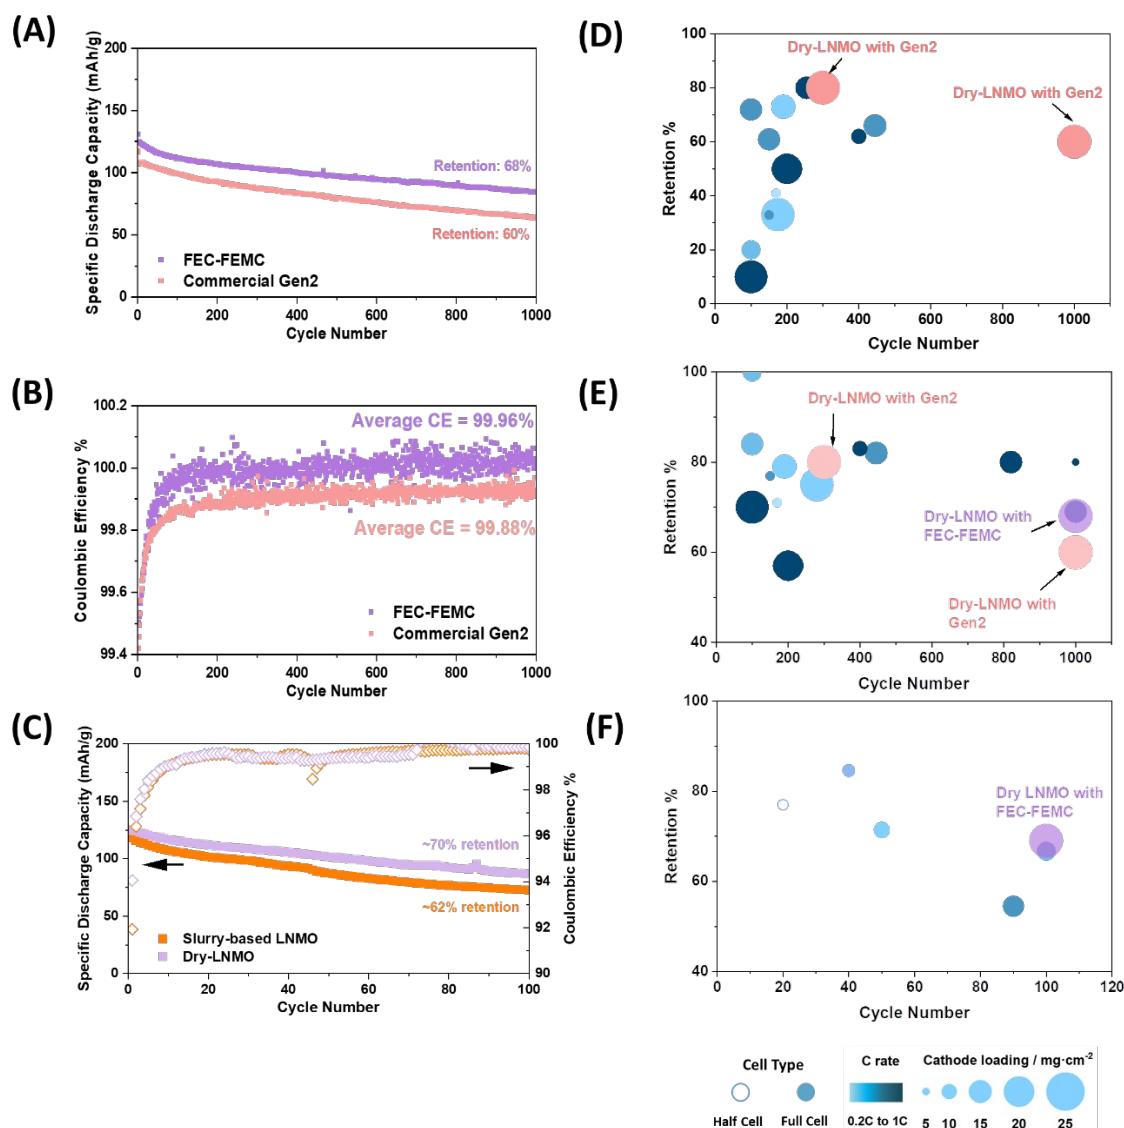 (A)
200
150
100
50
0
Specific Discharge Capacity (mAh/g)
Retention: 68%
Retention: 60%
FEC-FEMC
Commercial Gen2
0 200 400 600 800 1000
Cycle Number
(B)
100.2
100.0
99.8
99.6
99.4
Coulombic Efficiency %
Average CE = 99.96%
Average CE = 99.88%
FEC-FEMC
Commercial Gen2
0 200 400 600 800 1000
Cycle Number
(C)
200
150
100
50
0
Specific Discharge Capacity (mAh/g)
~70% retention
~62% retention
Slurry-based LNMO
Dry-LNMO
100
98
96
94
92
90
Coulombic Efficiency %
0 20 40 60 80 100
Cycle Number
(D)
100
80
60
40
20
0
Retention %
Dry-LNMO with Gen2
Dry-LNMO with Gen2
0 200 400 600 800 1000
Cycle Number
(E)
100
80
60
40
Retention %
Dry-LNMO with Gen2
Dry-LNMO with
FEC-FEMC
Dry-LNMO with
Gen2
0 200 400 600 800 1000
Cycle Number
(F)
100
80
60
40
Retention %
Dry LNMO with
FEC-FEMC
0 20 40 60 80 100 120
Cycle Number
Cell Type
Half Cell Full Cell
C rate
0.2C to 1C
Cathode loading / mg·cm⁻²
5 10 15 20 25